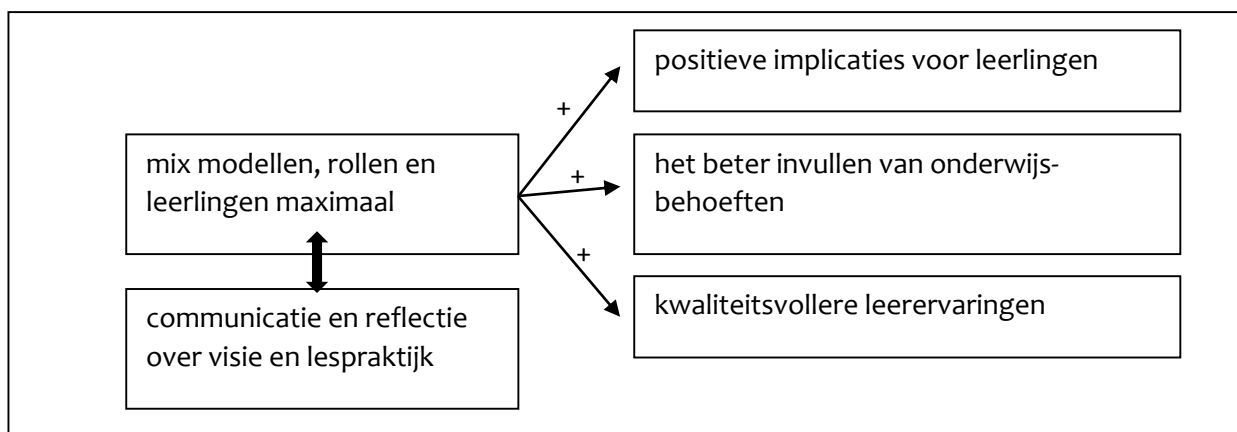 mix modellen, rollen en
leerlingen maximaal
communicatie en reflectie
over visie en lespraktijk
+
+
+
positieve implicaties voor leerlingen
het beter invullen van onderwijs-
behoeften
kwaliteitsvollere leerervaringen